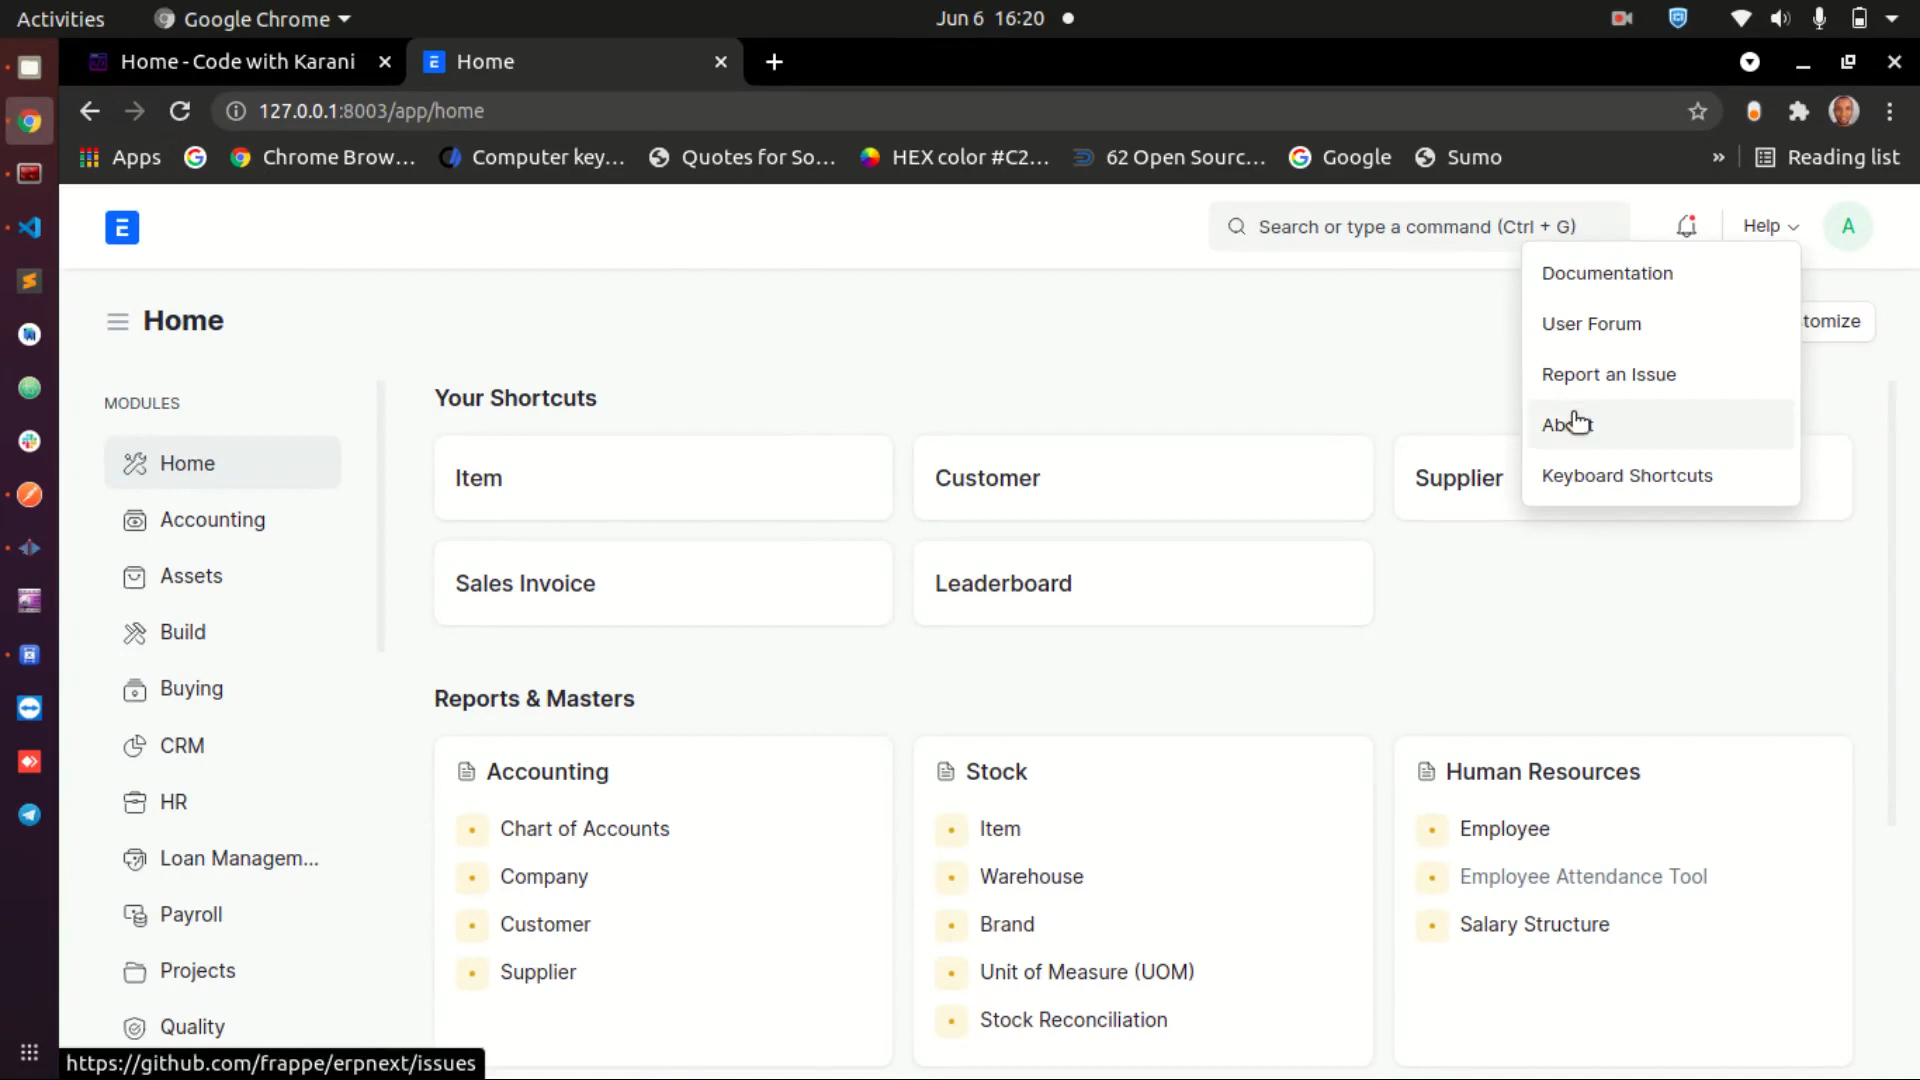 Activities
Google Chrome
Jun 6 16:20
Home - Code with Karani
Home
127.0.0.1:8003/app/home
Apps
Chrome Brow...
Computer key...
Quotes for So...
HEX color #C2...
62 Open Sourc...
Google
Sumo
»
Reading list
E
Search or type a command (Ctrl + G)
Help
A
Documentation
User Forum
Report an Issue
About
Keyboard Shortcuts
Home
tomize
MODULES
Home
Accounting
Assets
Build
Buying
CRM
HR
Loan Managem...
Payroll
Projects
Quality
Your Shortcuts
Item
Customer
Supplier
Sales Invoice
Leaderboard
Reports & Masters
Accounting
Chart of Accounts
Company
Customer
Supplier
Stock
Item
Warehouse
Brand
Unit of Measure (UOM)
Stock Reconciliation
Human Resources
Employee
Employee Attendance Tool
Salary Structure
https://github.com/frappe/erpnext/issues